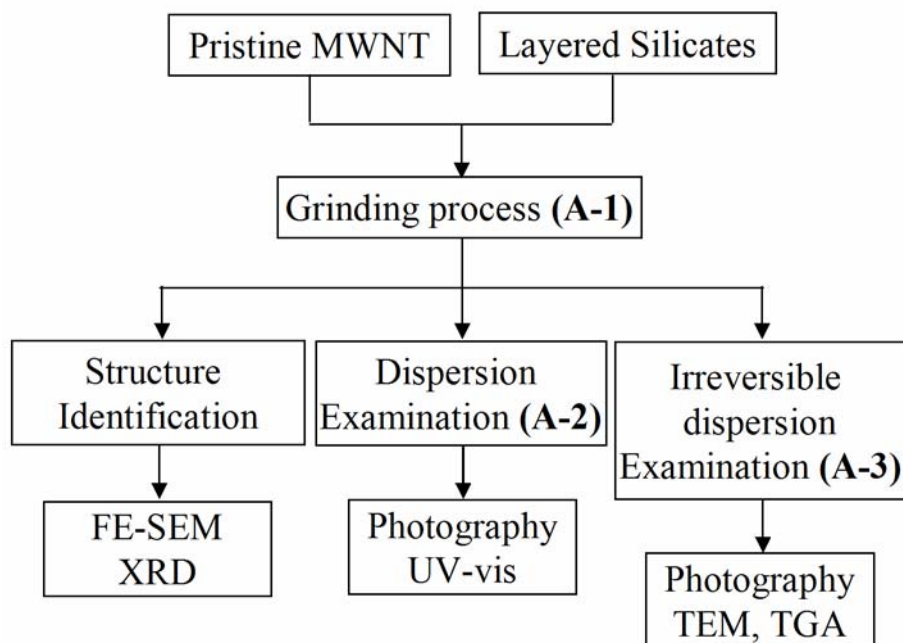 Pristine MWNT
Layered Silicates
Grinding process (A-1)
Structure
Identification
Dispersion
Examination (A-2)
Irreversible
dispersion
Examination (A-3)
FE-SEM
XRD
Photography
UV-vis
Photography
TEM, TGA